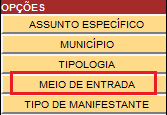 OPÇÕES
ASSUNTO ESPECÍFICO
MUNICÍPIO
TIPOLOGIA
MEIO DE ENTRADA
TIPO DE MANIFESTANTE